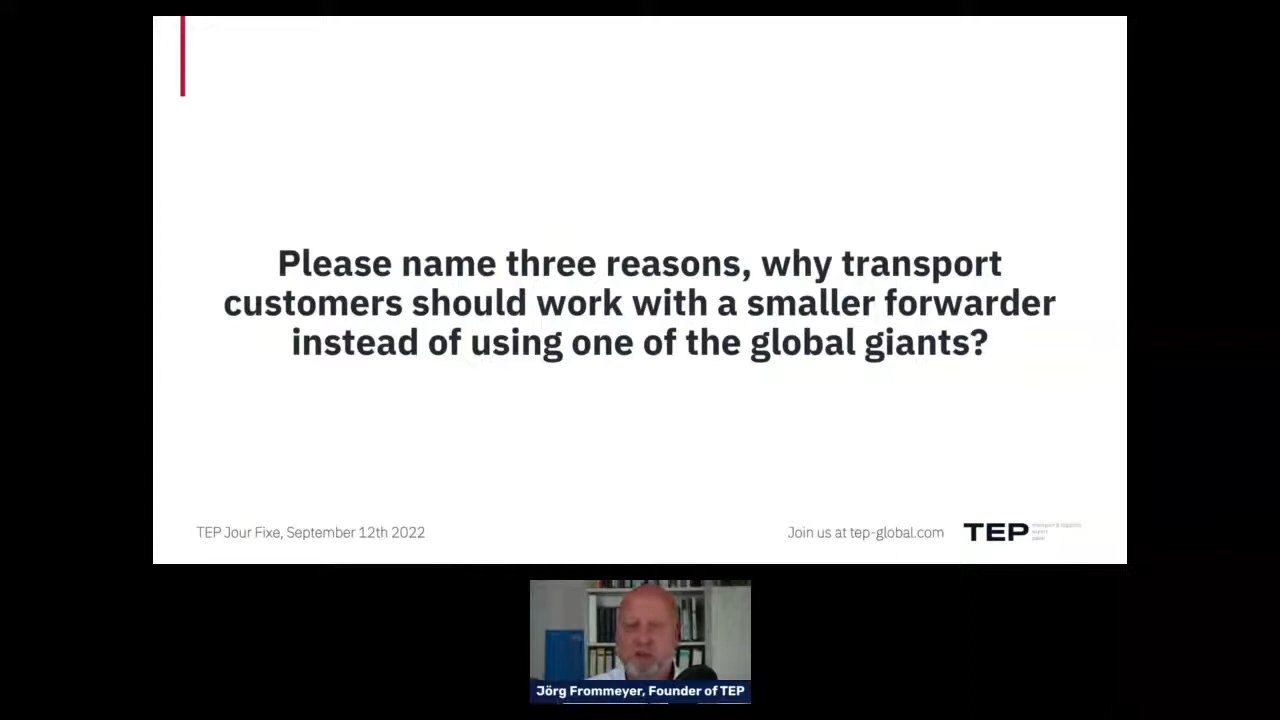 Please name three reasons, why transport
customers should work with a smaller forwarder
instead of using one of the global giants?
TEP Jour Fixe, September 12th 2022
Join us at tep-global.com
TEP
Jörg Frommeyer, Founder of TEP